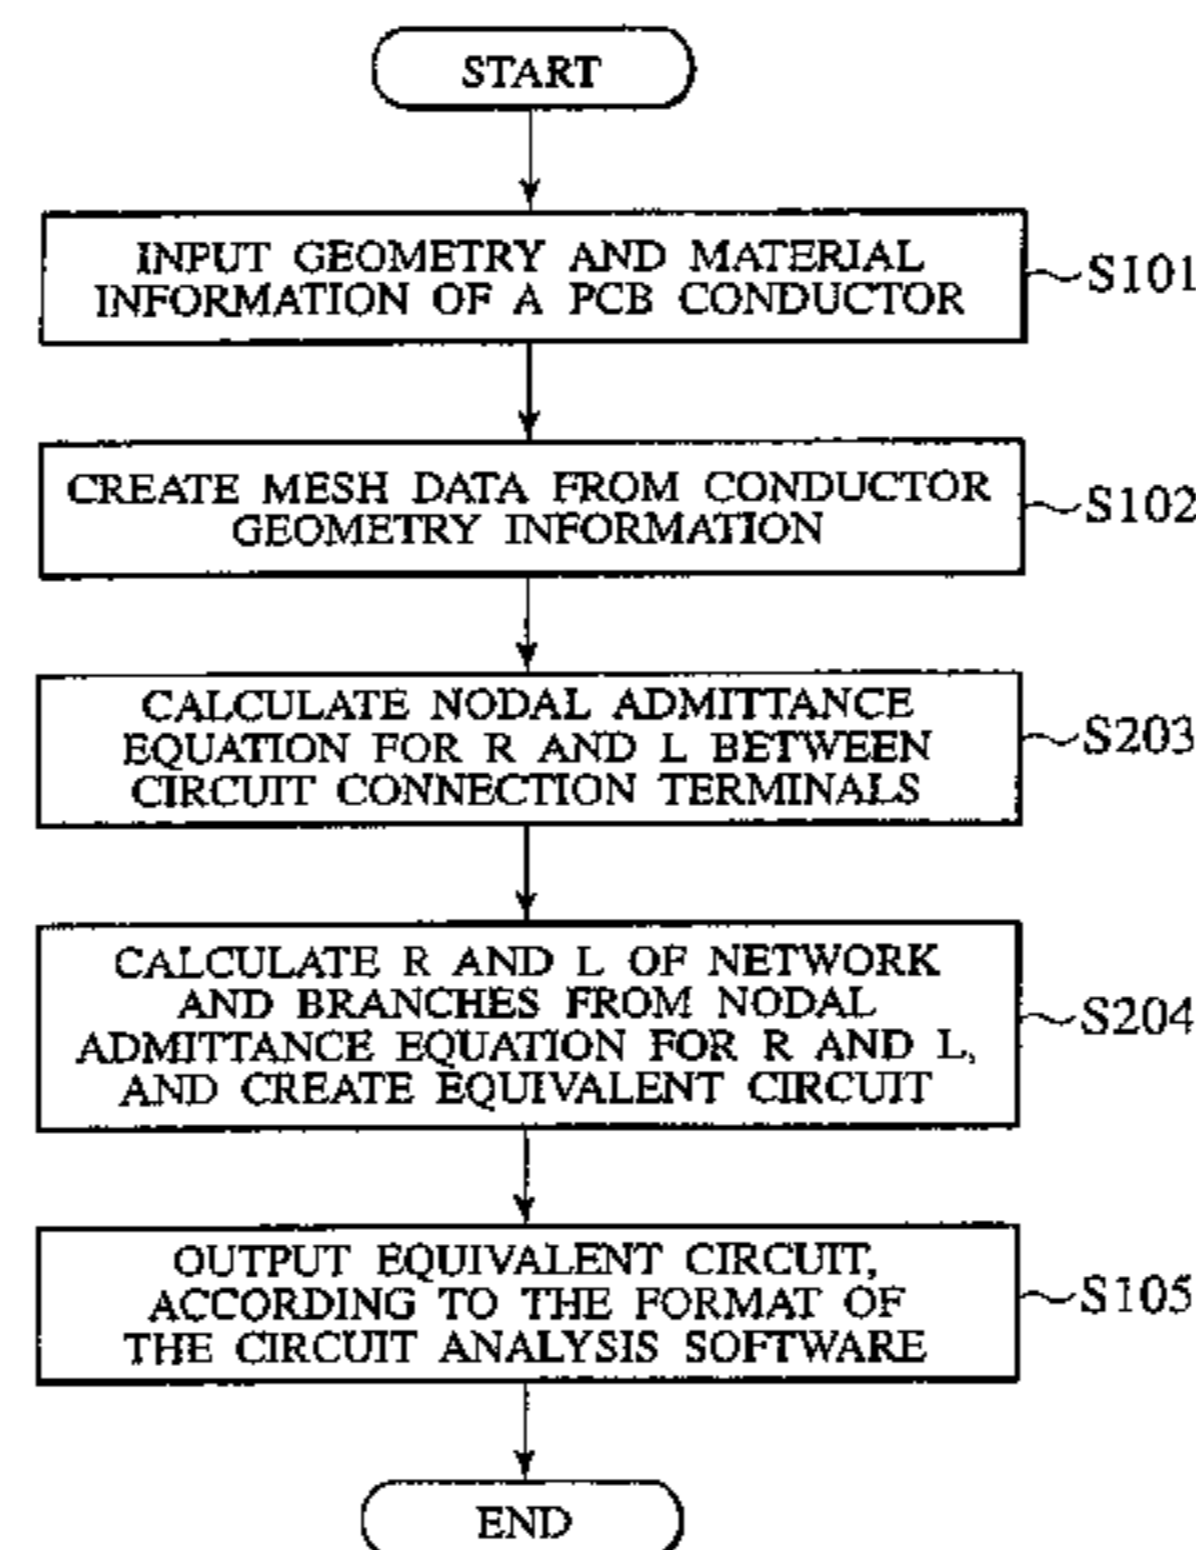 START
INPUT GEOMETRY AND MATERIAL
INFORMATION OF A PCB CONDUCTOR
S101
CREATE MESH DATA FROM CONDUCTOR
GEOMETRY INFORMATION
S102
CALCULATE NODAL ADMITTANCE
EQUATION FOR R AND L BETWEEN
CIRCUIT CONNECTION TERMINALS
S203
CALCULATE R AND L OF NETWORK
AND BRANCHES FROM NODAL
ADMITTANCE EQUATION FOR R AND L,
AND CREATE EQUIVALENT CIRCUIT
S204
OUTPUT EQUIVALENT CIRCUIT,
ACCORDING TO THE FORMAT OF
THE CIRCUIT ANALYSIS SOFTWARE
S105
END